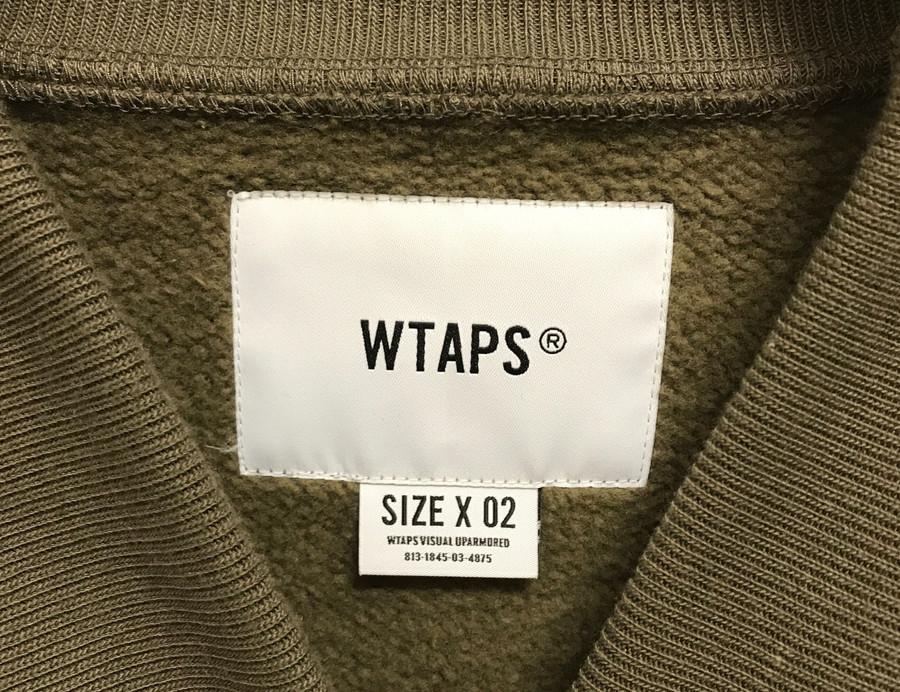 WTAPS®
SIZE X 02
WTAPS VISUAL UPARMORED
813-1845-03-4875